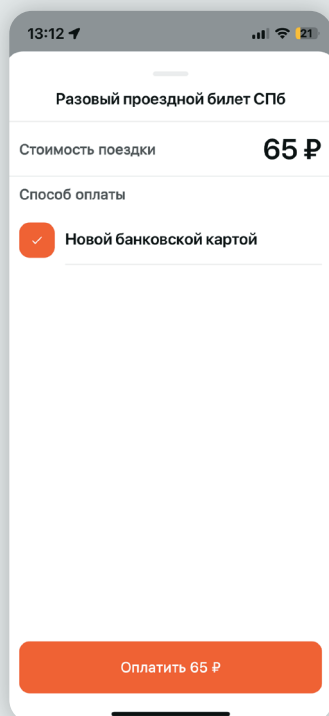 13:12
21
Разовый проездной билет СПб
Стоимость поездки 65 ₽
Способ оплаты
Новой банковской картой
Оплатить 65 ₽